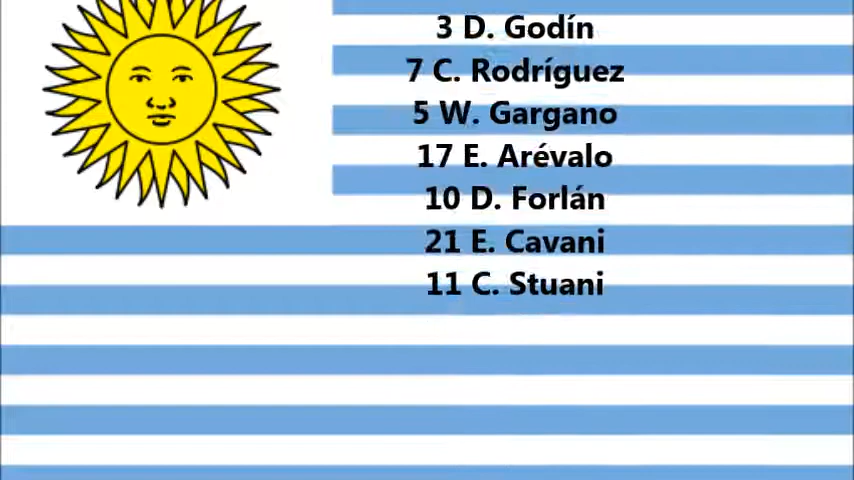 3 D. Godín
7 C. Rodríguez
5 W. Gargano
17 E. Arévalo
10 D. Forlán
21 E. Cavani
11 C. Stuani